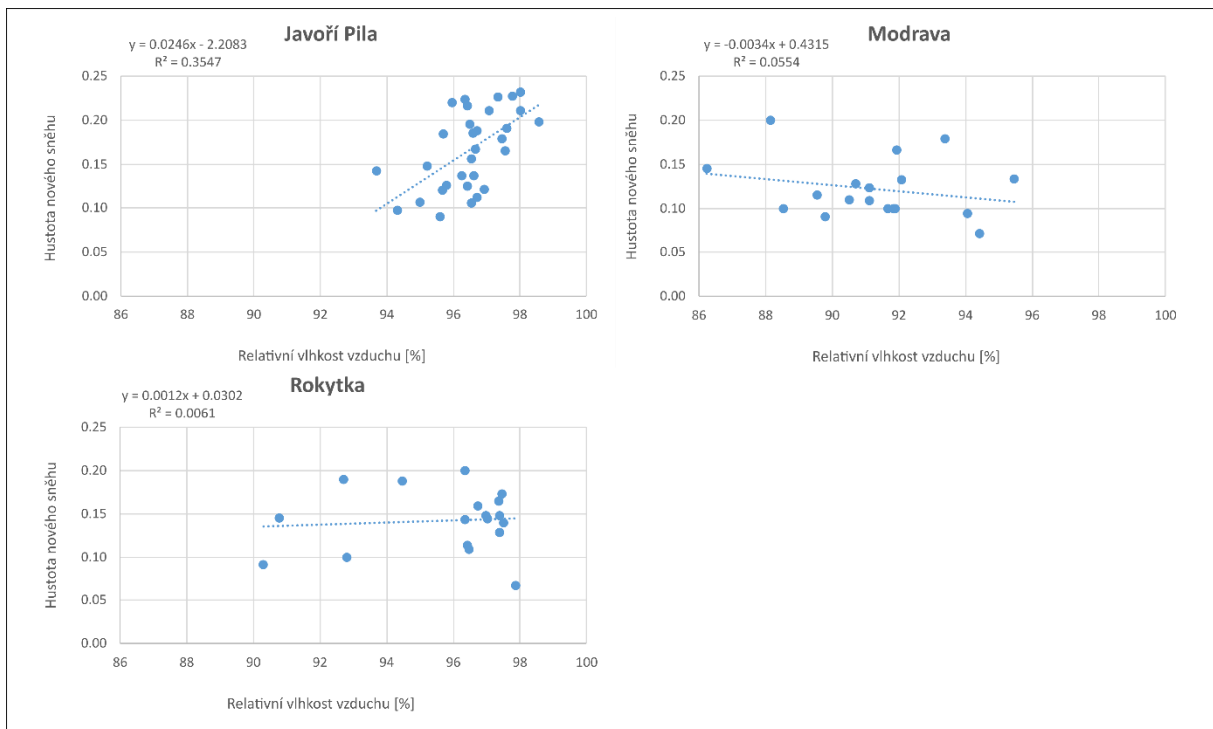 Javoří Pila
y = 0.0246x - 2.2083
R² = 0.3547
Hustota nového sněhu
0.25
0.20
0.15
0.10
0.05
0.00
86 88 90 92 94 96 98 100
Relativní vlhkost vzduchu [%]
Modrava
y = -0.0034x + 0.4315
R² = 0.0554
Hustota nového sněhu
0.25
0.20
0.15
0.10
0.05
0.00
86 88 90 92 94 96 98 100
Relativní vlhkost vzduchu [%]
Rokytka
y = 0.0012x + 0.0302
R² = 0.0061
Hustota nového sněhu
0.25
0.20
0.15
0.10
0.05
0.00
86 88 90 92 94 96 98 100
Relativní vlhkost vzduchu [%]